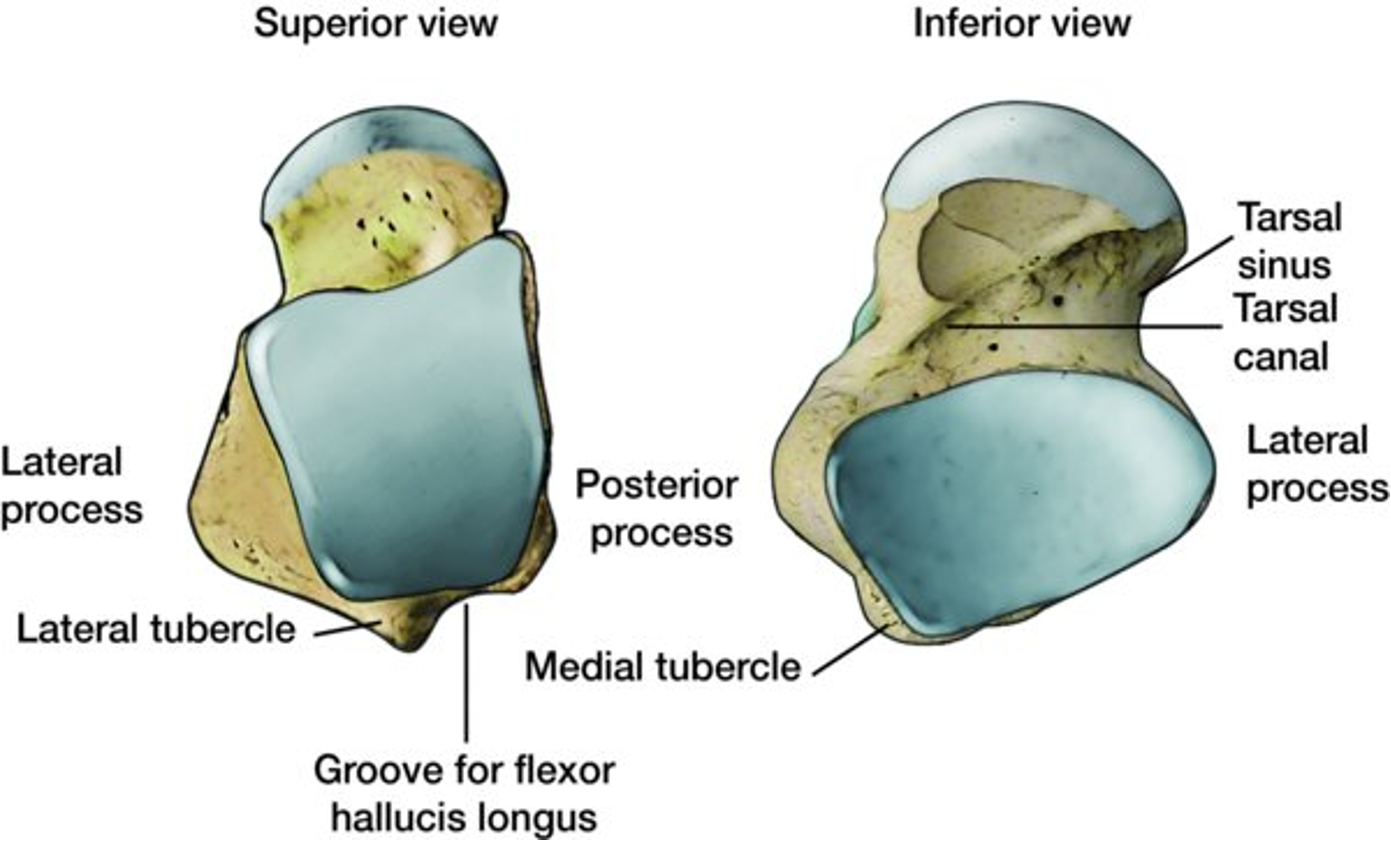 Superior view
Inferior view
Tarsal
sinus
Tarsal
canal
Lateral
process
Posterior
process
Lateral
process
Lateral tubercle
Medial tubercle
Groove for flexor
hallucis longus